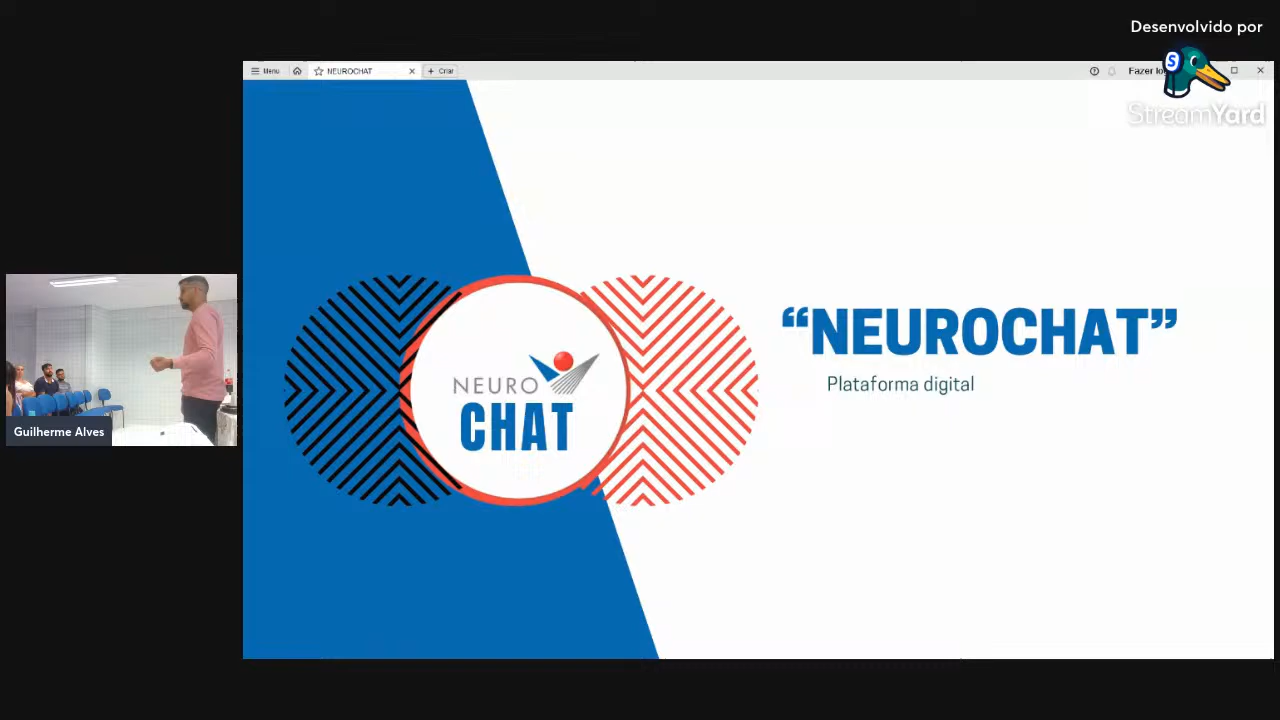 Desenvolvido por
StreamYard
Menu
NEUROCHAT
+ Criar
Fazer lo
NEURO
CHAT
“NEUROCHAT”
Plataforma digital
Guilherme Alves